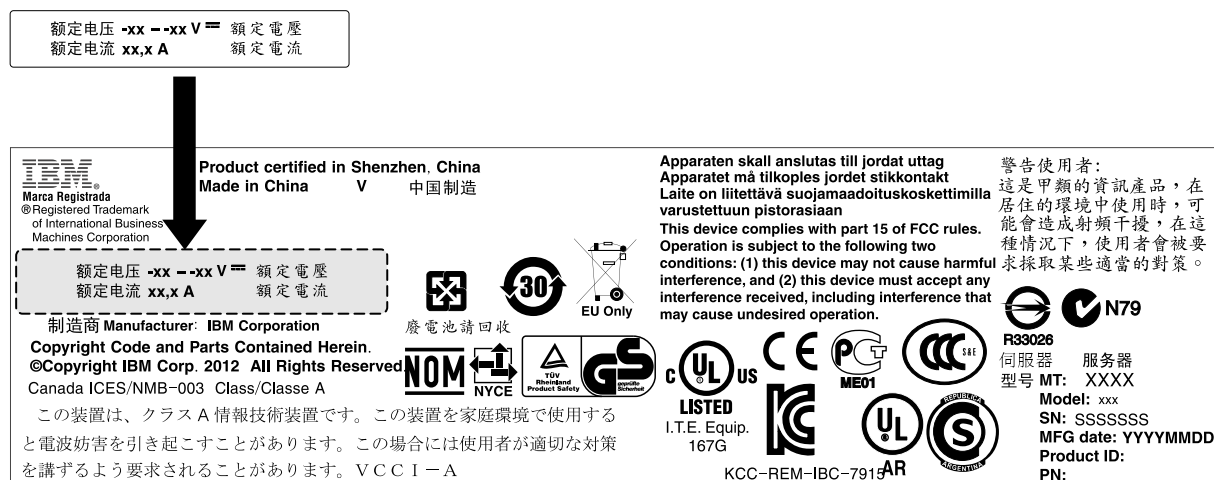 额定电压 -xx – -xx V 額定電壓
额定电流 xx,x A 額定電流
IBM®
Marca Registrada
®Registered Trademark
of International Business
Machines Corporation
Product certified in Shenzhen, China
Made in China V 中国制造
额定电压 -xx – -xx V 額定電壓
额定电流 xx,x A 額定電流
制造商 Manufacturer: IBM Corporation
Copyright Code and Parts Contained Herein.
©Copyright IBM Corp. 2012 All Rights Reserved
Canada ICES/NMB-003 Class/Classe A
この装置は、クラス A 情報技術装置です。この装置を家庭環境で使用する
と電波妨害を引き起こすことがあります。この場合には使用者が適切な対策
を講ずるよう要求されることがあります。ＶＣＣＩ－Ａ
廢電池請回收
30
EU Only
NOM
NYCE
TÜV
Rheinland
Product Safety
GS
geprüfte
Sicherheit
Apparaten skall anslutas till jordat uttag
Apparatet må tilkoples jordet stikkontakt
Laite on liitettävä suojamaadoituskoskettimilla
varustettuun pistorasiaan
This device complies with part 15 of FCC rules.
Operation is subject to the following two
conditions: (1) this device may not cause harmful
interference, and (2) this device must accept any
interference received, including interference that
may cause undesired operation.
C UL US
LISTED
I.T.E. Equip.
167G
CE
ME01
CCC S&E
KC
KCC-REM-IBC-7915
UL
AR
REPUBLICA
S
ARGENTINA
警告使用者:
這是甲類的資訊產品，在
居住的環境中使用時，可
能會造成射頻干擾，在這
種情況下，使用者會被要
求採取某些適當的對策。
R33026
N79
伺服器 服务器
型号 MT: XXXX
Model: xxx
SN: SSSSSSS
MFG date: YYYYMMDD
Product ID:
PN: